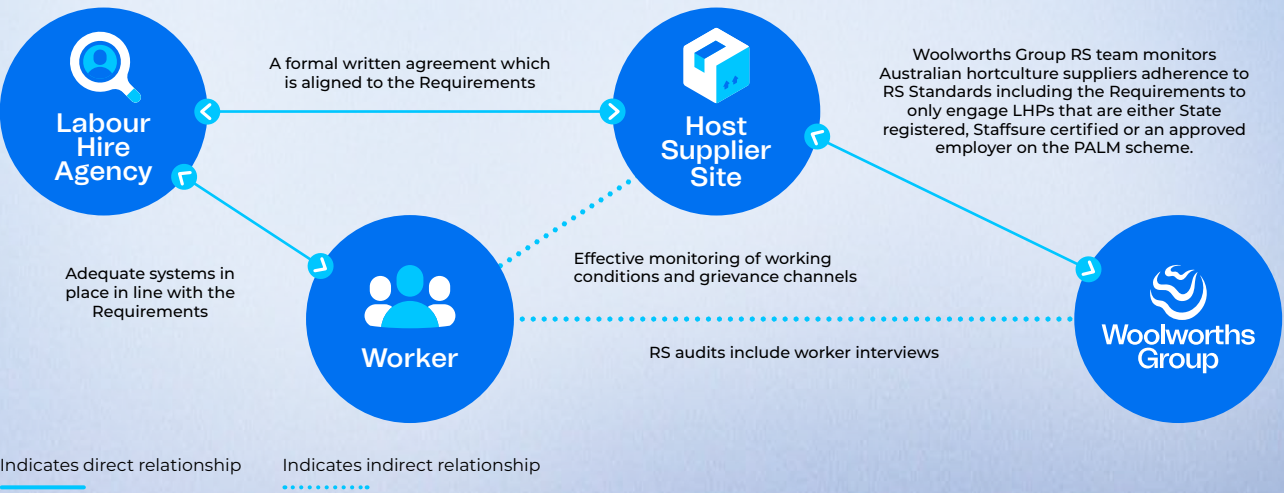 A formal written agreement which
is aligned to the Requirements
Woolworths Group RS team monitors
Australian hortculture suppliers adherence to
RS Standards including the Requirements to
only engage LHPs that are either State
registered, Staffsure certified or an approved
employer on the PALM scheme.
Labour
Hire
Agency
Host
Supplier
Site
Adequate systems in
place in line with the
Requirements
Effective monitoring of working
conditions and grievance channels
Worker
RS audits include worker interviews
Woolworths
Group
Indicates direct relationship
Indicates indirect relationship